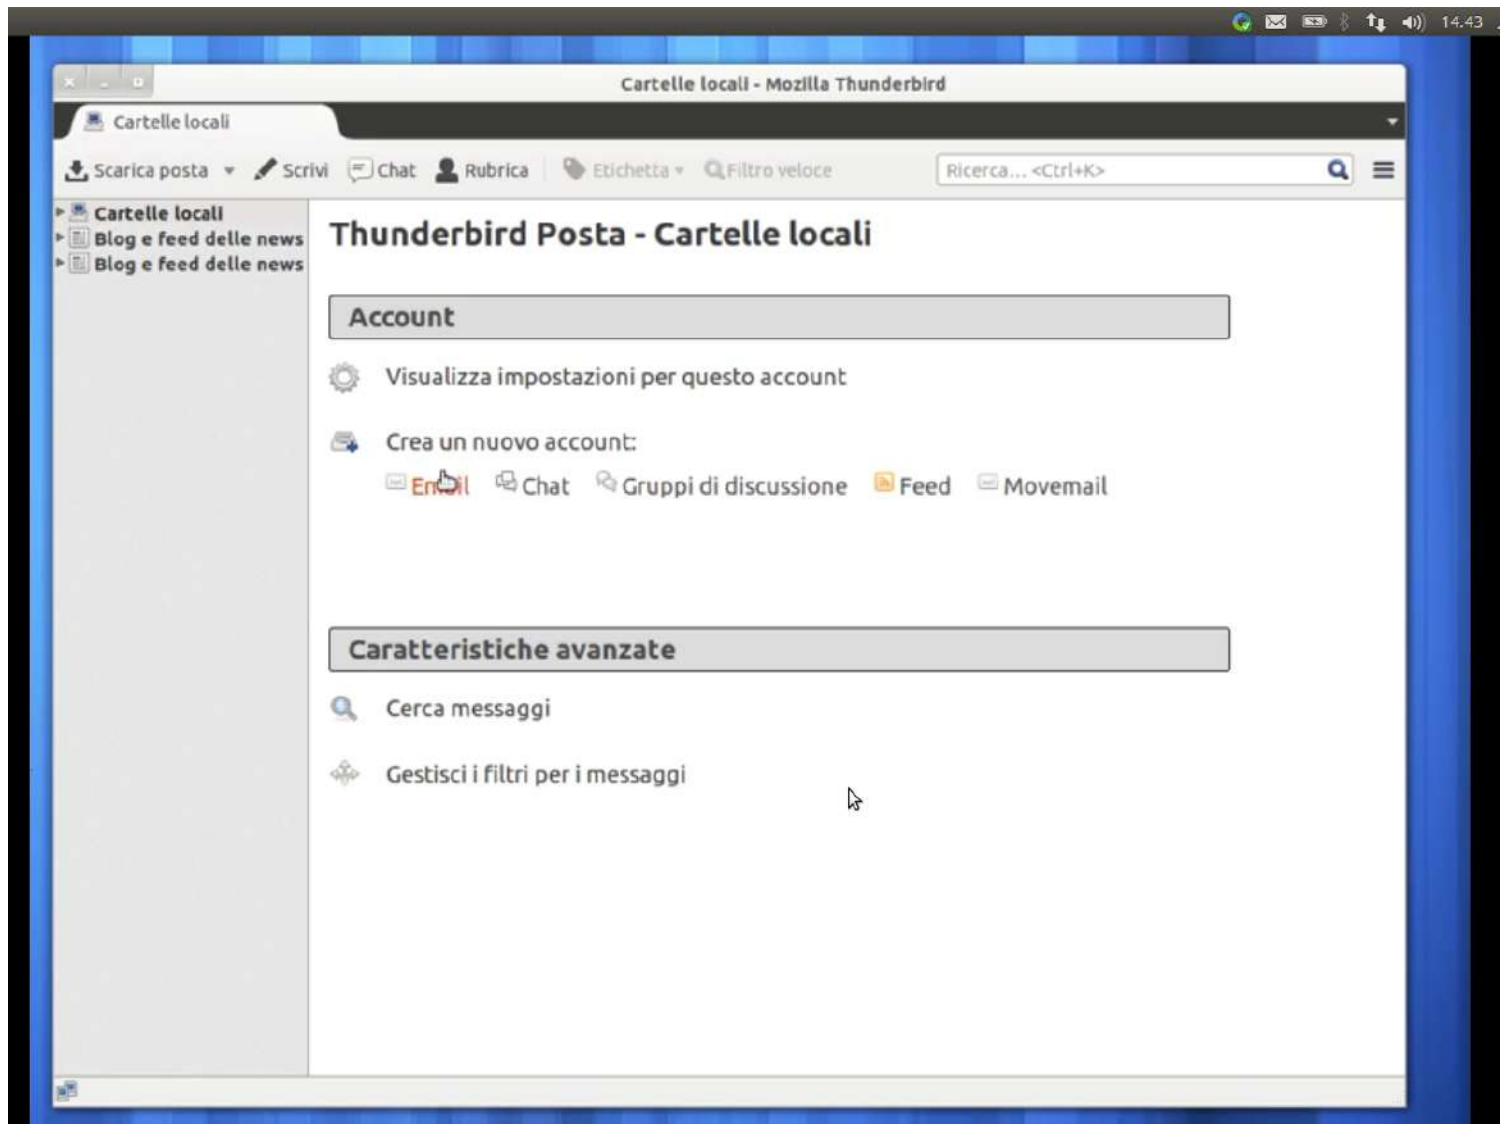 14.43
Cartelle locali - Mozilla Thunderbird
Cartelle locali
Scarica posta Scrivi Chat Rubrica Etichetta Filtro veloce Ricerca... <Ctrl+K>
Cartelle locali
Blog e feed delle news
Blog e feed delle news
Thunderbird Posta - Cartelle locali
Account
Visualizza impostazioni per questo account
Crea un nuovo account:
Email Chat Gruppi di discussione Feed Movemail
Caratteristiche avanzate
Cerca messaggi
Gestisci i filtri per i messaggi